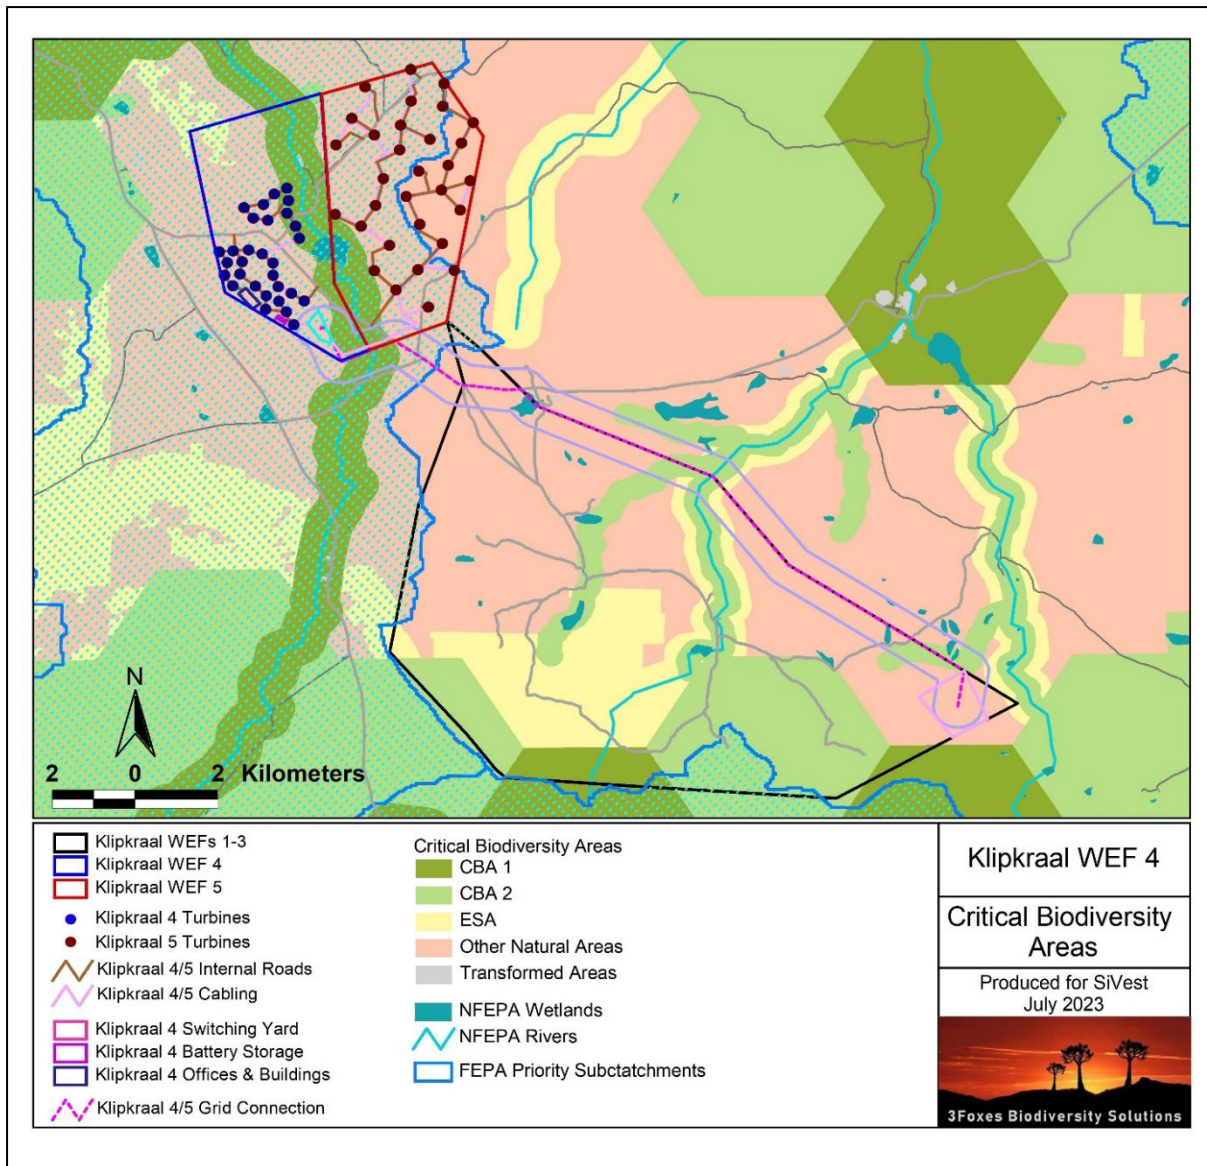 N
2 0 2 Kilometers
Klipkraal WEFs 1-3
Klipkraal WEF 4
Klipkraal WEF 5
Klipkraal 4 Turbines
Klipkraal 5 Turbines
Klipkraal 4/5 Internal Roads
Klipkraal 4/5 Cabling
Klipkraal 4 Switching Yard
Klipkraal 4 Battery Storage
Klipkraal 4 Offices & Buildings
Klipkraal 4/5 Grid Connection
Critical Biodiversity Areas
CBA 1
CBA 2
ESA
Other Natural Areas
Transformed Areas
NFEPA Wetlands
NFEPA Rivers
FEPA Priority Subctatchments
Klipkraal WEF 4
Critical Biodiversity
Areas
Produced for SiVest
July 2023
3Foxes Biodiversity Solutions